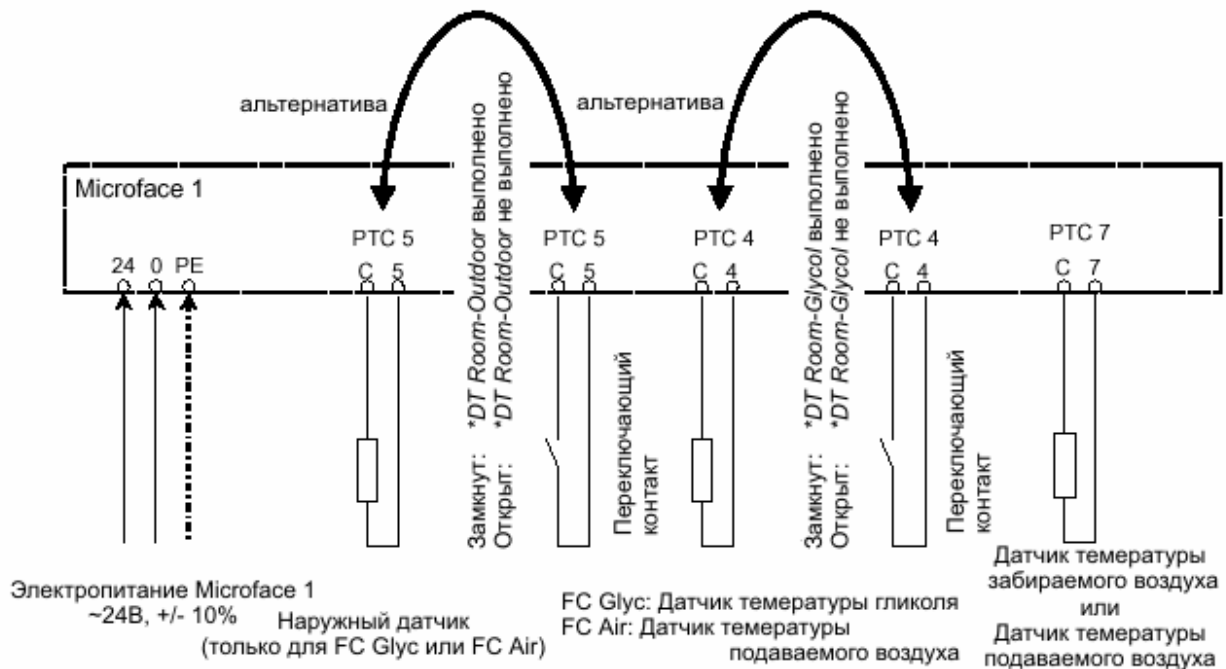 альтернатива
альтернатива
Microface 1
24 0 PE
PTC 5
C 5
*DT Room-Outdoor выполнено
*DT Room-Outdoor не выполнено
Замкнут:
Открыт:
PTC 5
C 5
Переключающий
контакт
PTC 4
C 4
*DT Room-Glycol выполнено
*DT Room-Glycol не выполнено
Замкнут:
Открыт:
PTC 4
C 4
Переключающий
контакт
PTC 7
C 7
Электропитание Microface 1
~24В, +/- 10%
Наружный датчик
(только для FC Glyc или FC Air)
FC Glyc: Датчик темературы гликоля
FC Air: Датчик темературы
подаваемого воздуха
Датчик темературы
забираемого воздуха
или
Датчик темературы
подаваемого воздуха